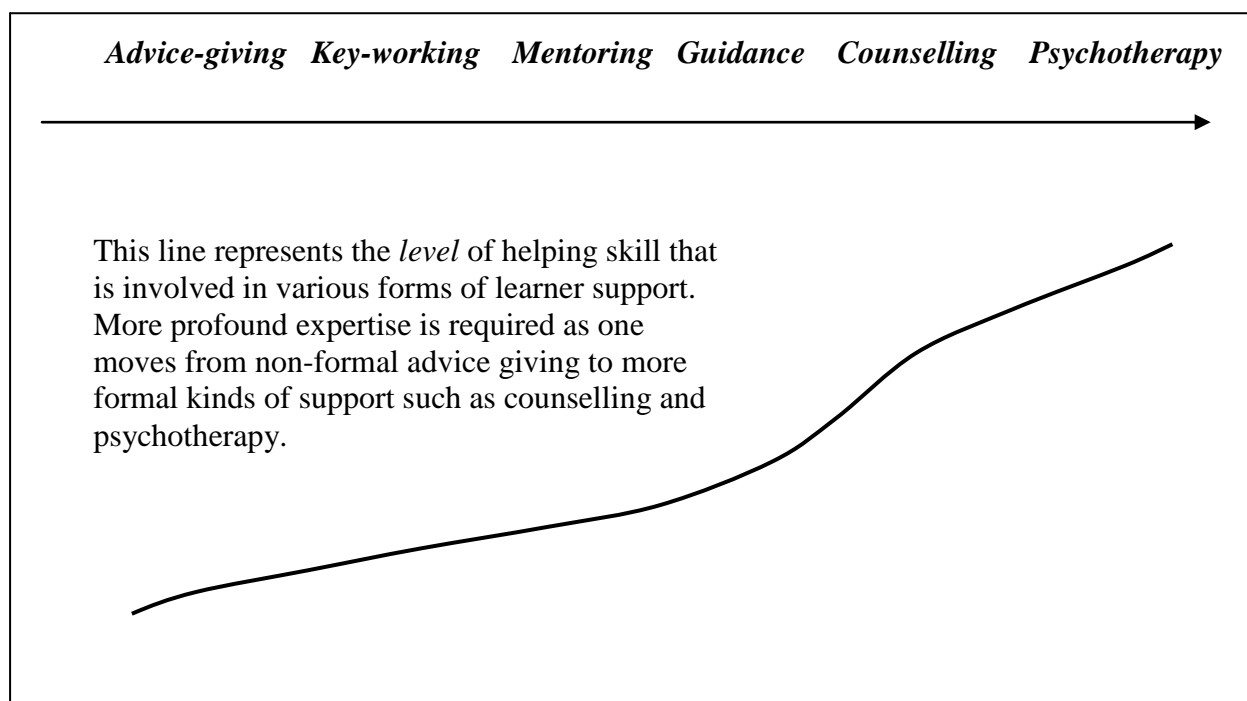 Advice-giving Key-working Mentoring Guidance Counselling Psychotherapy
This line represents the level of helping skill that
is involved in various forms of learner support.
More profound expertise is required as one
moves from non-formal advice giving to more
formal kinds of support such as counselling and
psychotherapy.